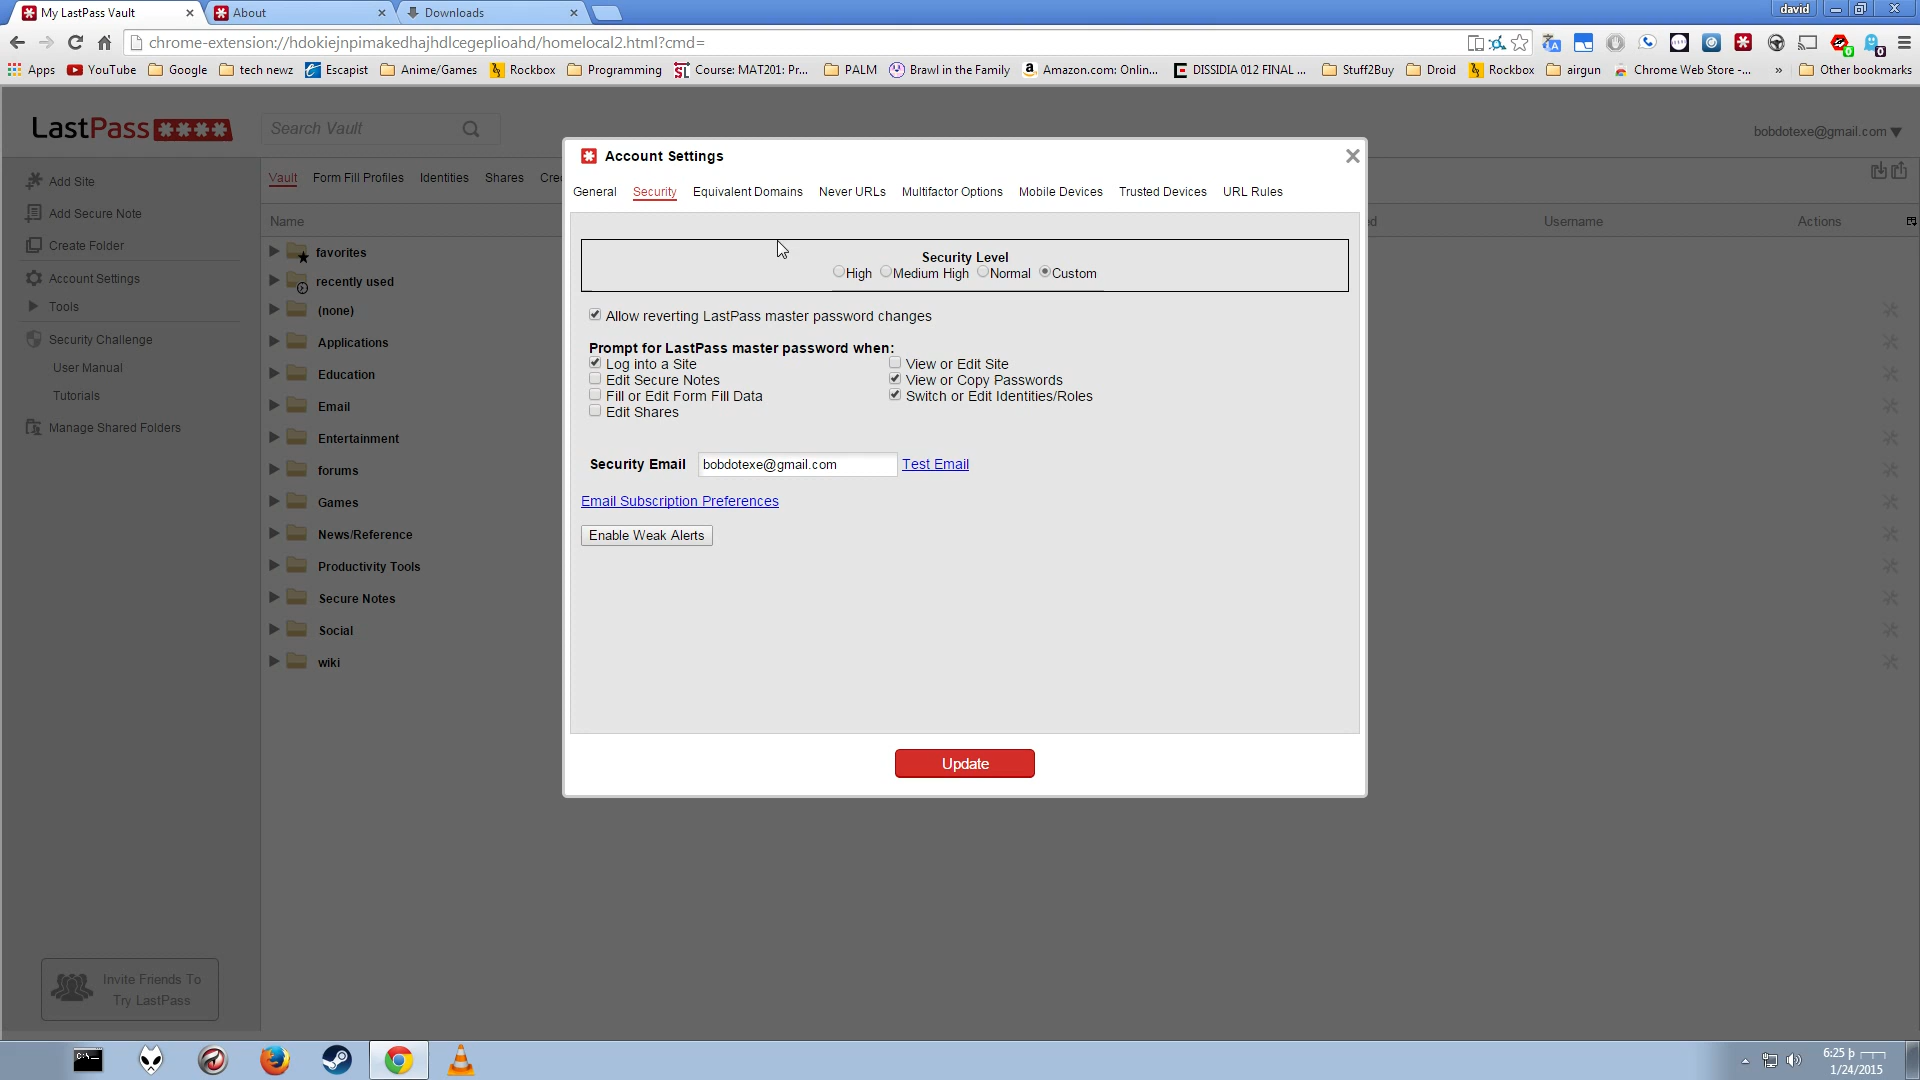 My LastPass Vault
About
Downloads
david
chrome-extension://hdokiejnpimakedhajhdlcegeplioahd/homelocal2.html?cmd=
Apps YouTube Google tech newz Escapist Anime/Games Rockbox Programming Course: MAT201: Pr... PALM Brawl in the Family Amazon.com: Onlin... DISSIDIA 012 FINAL ... Stuff2Buy Droid Rockbox airgun Chrome Web Store -... » Other bookmarks
LastPass ****
Search Vault
bobdotexe@gmail.com
Add Site
Add Secure Note
Create Folder
Account Settings
Tools
Security Challenge
User Manual
Tutorials
Manage Shared Folders
Invite Friends To
Try LastPass
Vault Form Fill Profiles Identities Shares Cre
Name
Username
Actions
favorites
recently used
(none)
Applications
Education
Email
Entertainment
forums
Games
News/Reference
Productivity Tools
Secure Notes
Social
wiki
Account Settings
General Security Equivalent Domains Never URLs Multifactor Options Mobile Devices Trusted Devices URL Rules
Security Level
High Medium High Normal Custom
Allow reverting LastPass master password changes
Prompt for LastPass master password when:
Log into a Site View or Edit Site
Edit Secure Notes View or Copy Passwords
Fill or Edit Form Fill Data Switch or Edit Identities/Roles
Edit Shares
Security Email bobdotexe@gmail.com Test Email
Email Subscription Preferences
Enable Weak Alerts
Update
6:25 þ
1/24/2015